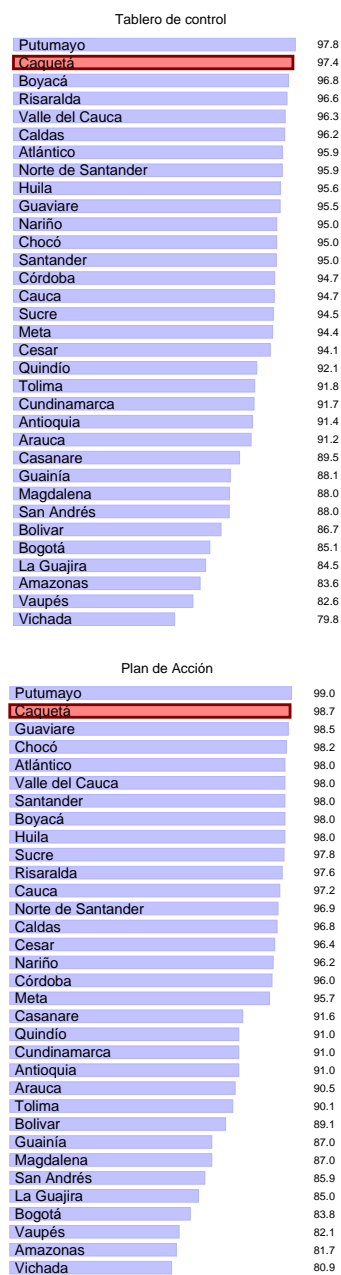 Tablero de control
Putumayo 97.8
Caquetá 97.4
Boyacá 96.8
Risaralda 96.6
Valle del Cauca 96.3
Caldas 96.2
Atlántico 95.9
Norte de Santander 95.9
Huila 95.6
Guaviare 95.5
Nariño 95.0
Chocó 95.0
Santander 95.0
Córdoba 94.7
Cauca 94.7
Sucre 94.5
Meta 94.4
Cesar 94.1
Quindío 92.1
Tolima 91.8
Cundinamarca 91.7
Antioquia 91.4
Arauca 91.2
Casanare 89.5
Guainía 88.1
Magdalena 88.0
San Andrés 88.0
Bolivar 86.7
Bogotá 85.1
La Guajira 84.5
Amazonas 83.6
Vaupés 82.6
Vichada 79.8
Plan de Acción
Putumayo 99.0
Caquetá 98.7
Guaviare 98.5
Chocó 98.2
Atlántico 98.0
Valle del Cauca 98.0
Santander 98.0
Boyacá 98.0
Huila 98.0
Sucre 97.8
Risaralda 97.6
Cauca 97.2
Norte de Santander 96.9
Caldas 96.8
Cesar 96.4
Nariño 96.2
Córdoba 96.0
Meta 95.7
Casanare 91.6
Quindío 91.0
Cundinamarca 91.0
Antioquia 91.0
Arauca 90.5
Tolima 90.1
Bolivar 89.1
Guainía 87.0
Magdalena 87.0
San Andrés 85.9
La Guajira 85.0
Bogotá 83.8
Vaupés 82.1
Amazonas 81.7
Vichada 80.9